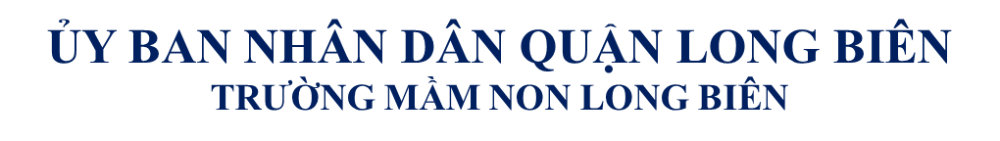 ỦY BAN NHÂN DÂN QUẬN LONG BIÊN
TRƯỜNG MẦM NON LONG BIÊN